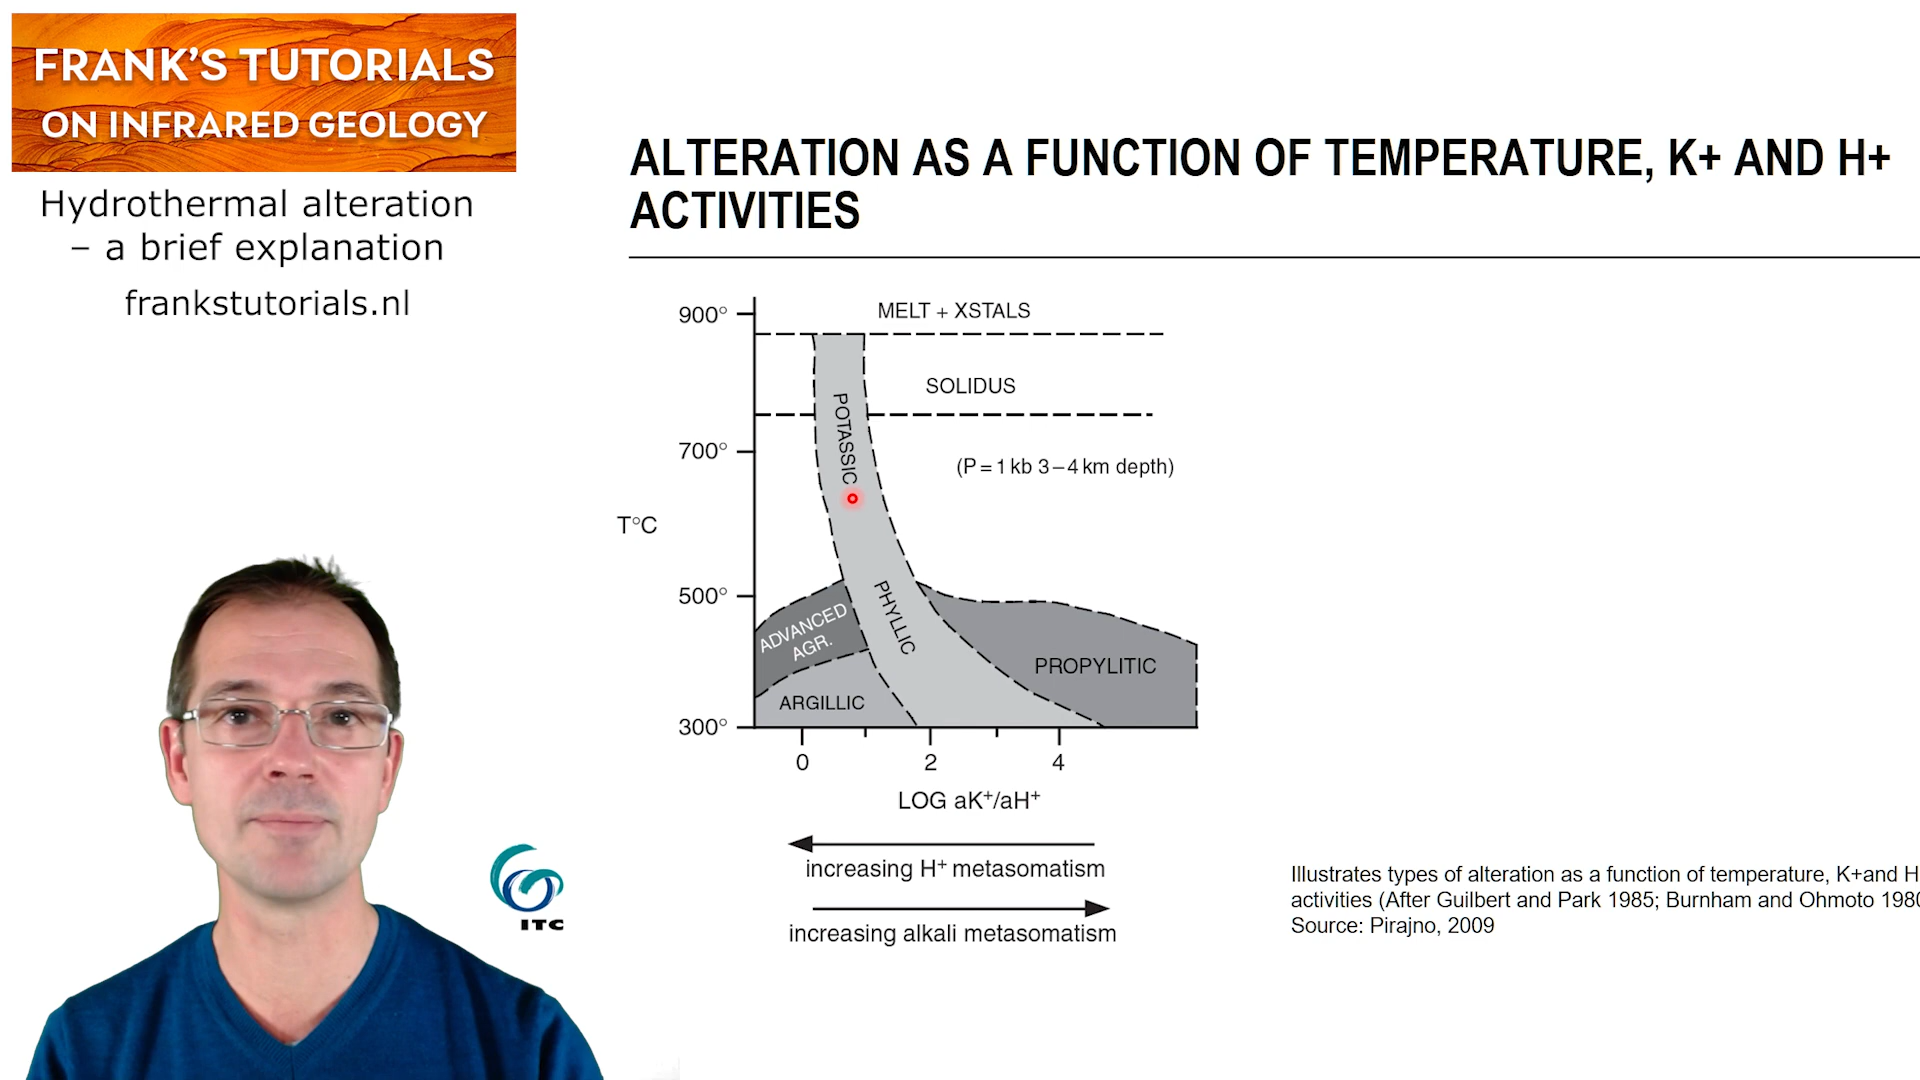 FRANK'S TUTORIALS
ON INFRARED GEOLOGY
Hydrothermal alteration
– a brief explanation
frankstutorials.nl
ITC
ALTERATION AS A FUNCTION OF TEMPERATURE, K+ AND H+
ACTIVITIES
900°
MELT + XSTALS
SOLIDUS
POTASSIC
700°
(P = 1 kb 3–4 km depth)
T°C
500°
PHYLLIC
ADVANCED
AGR.
PROPYLITIC
ARGILLIC
300°
0 2 4
LOG aK⁺/aH⁺
increasing H⁺ metasomatism
increasing alkali metasomatism
Illustrates types of alteration as a function of temperature, K+and H
activities (After Guilbert and Park 1985; Burnham and Ohmoto 1980
Source: Pirajno, 2009